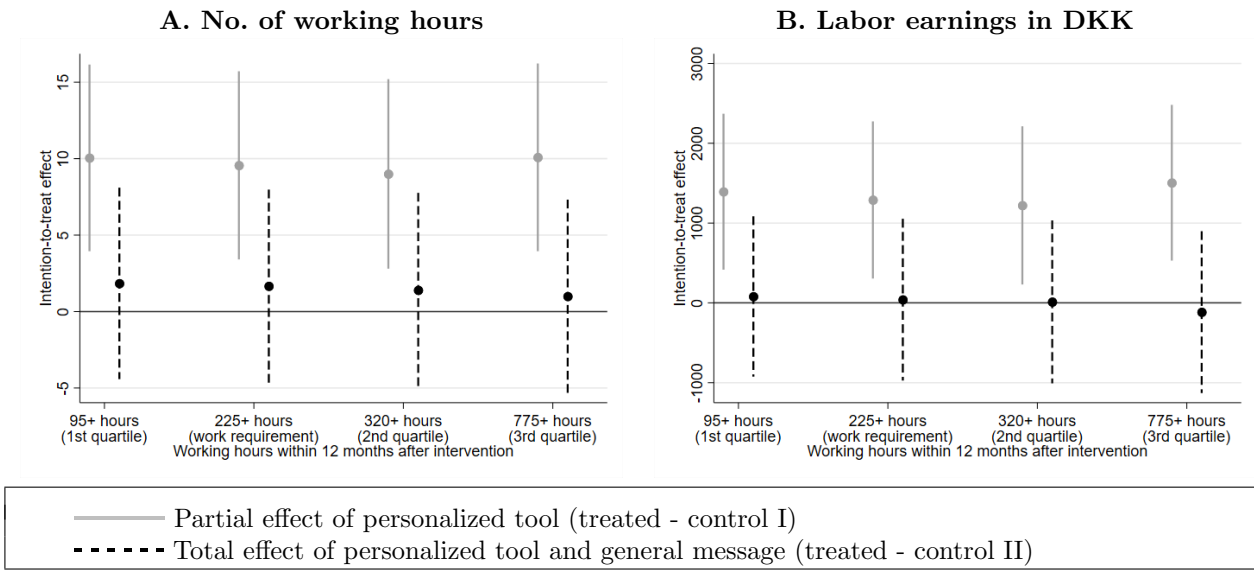 A. No. of working hours
Intention-to-treat effect
15
10
5
0
-5
95+ hours
(1st quartile)
225+ hours
(work requirement)
320+ hours
(2nd quartile)
775+ hours
(3rd quartile)
Working hours within 12 months after intervention
B. Labor earnings in DKK
Intention-to-treat effect
3000
2000
1000
0
-1000
95+ hours
(1st quartile)
225+ hours
(work requirement)
320+ hours
(2nd quartile)
775+ hours
(3rd quartile)
Working hours within 12 months after intervention
Partial effect of personalized tool (treated - control I)
Total effect of personalized tool and general message (treated - control II)